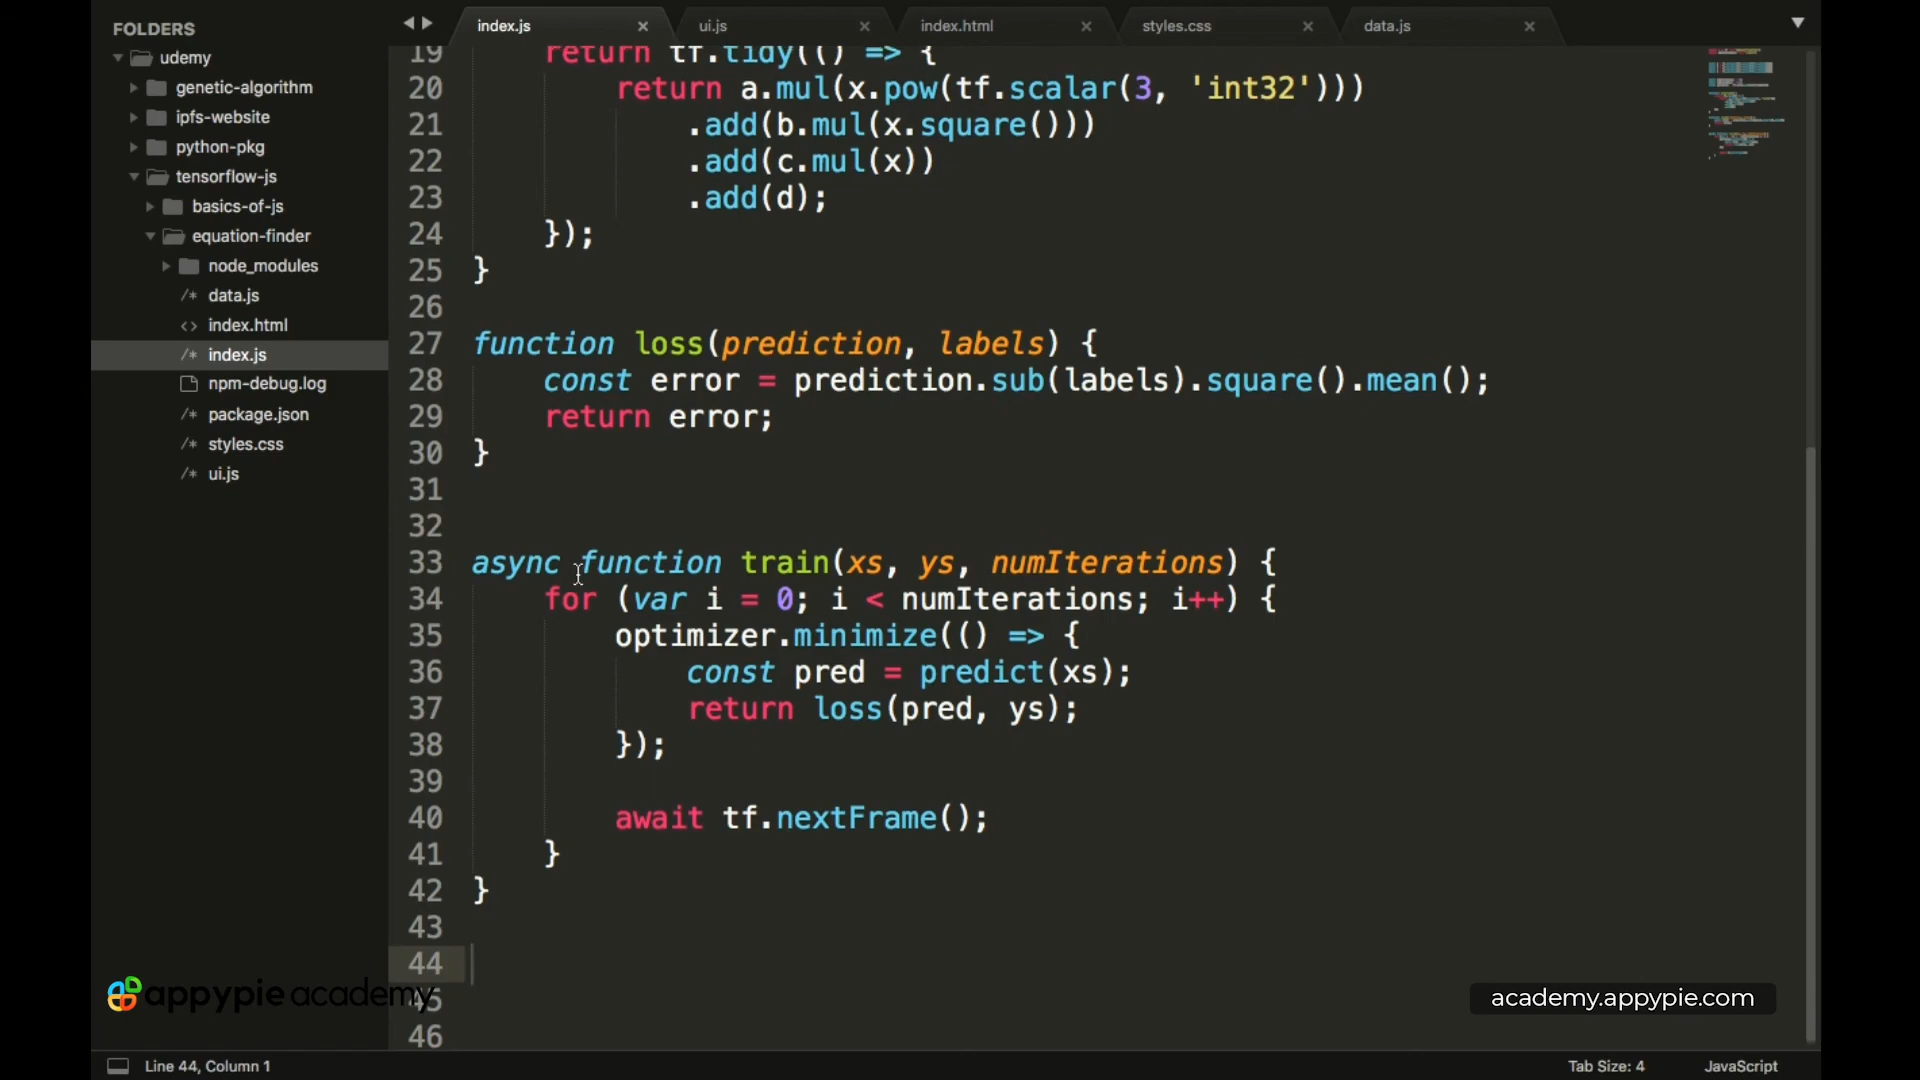 FOLDERS
udemy
genetic-algorithm
ipfs-website
python-pkg
tensorflow-js
basics-of-js
equation-finder
node_modules
/* data.js
<> index.html
/* index.js
npm-debug.log
/* package.json
/* styles.css
/* ui.js
index.js × ui.js × index.html × styles.css × data.js ×
19 return tf.tidy(() => {
20 return a.mul(x.pow(tf.scalar(3, 'int32')))
21 .add(b.mul(x.square()))
22 .add(c.mul(x))
23 .add(d);
24 });
25 }
26
27 function loss(prediction, labels) {
28 const error = prediction.sub(labels).square().mean();
29 return error;
30 }
31
32
33 async function train(xs, ys, numIterations) {
34 for (var i = 0; i < numIterations; i++) {
35 optimizer.minimize(() => {
36 const pred = predict(xs);
37 return loss(pred, ys);
38 });
39
40 await tf.nextFrame();
41 }
42 }
43
44
45
46
appypie academy
academy.appypie.com
Line 44, Column 1
Tab Size: 4
JavaScript